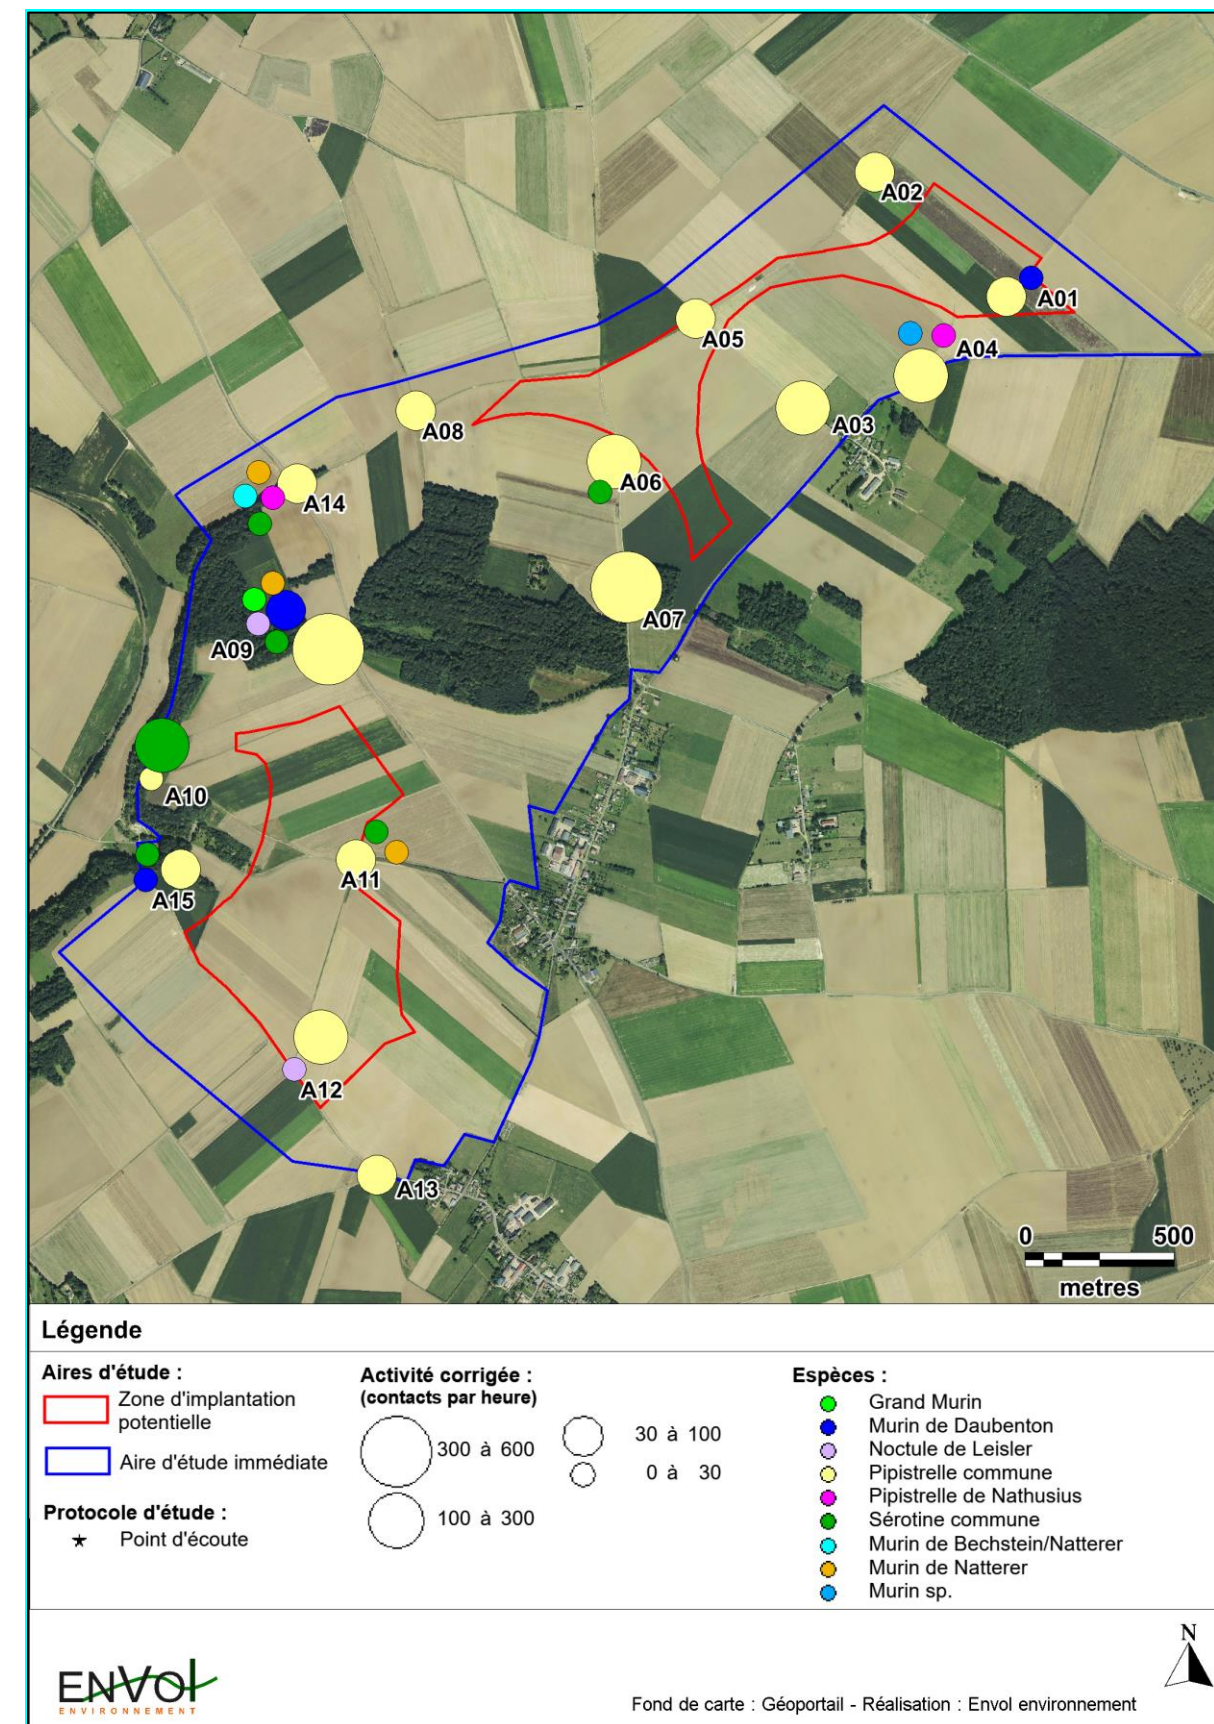 A02
A01
A05
A04
A03
A08
A06
A14
A07
A09
A10
A11
A15
A12
A13
0 500
metres
Légende
Aires d'étude :
Zone d'implantation
potentielle
Aire d'étude immédiate
Protocole d'étude :
Point d'écoute
Activité corrigée :
(contacts par heure)
300 à 600
100 à 300
30 à 100
0 à 30
Espèces :
Grand Murin
Murin de Daubenton
Noctule de Leisler
Pipistrelle commune
Pipistrelle de Nathusius
Sérotine commune
Murin de Bechstein/Natterer
Murin de Natterer
Murin sp.
N
ENVOl
ENVIRONNEMENT
Fond de carte : Géoportail - Réalisation : Envol environnement